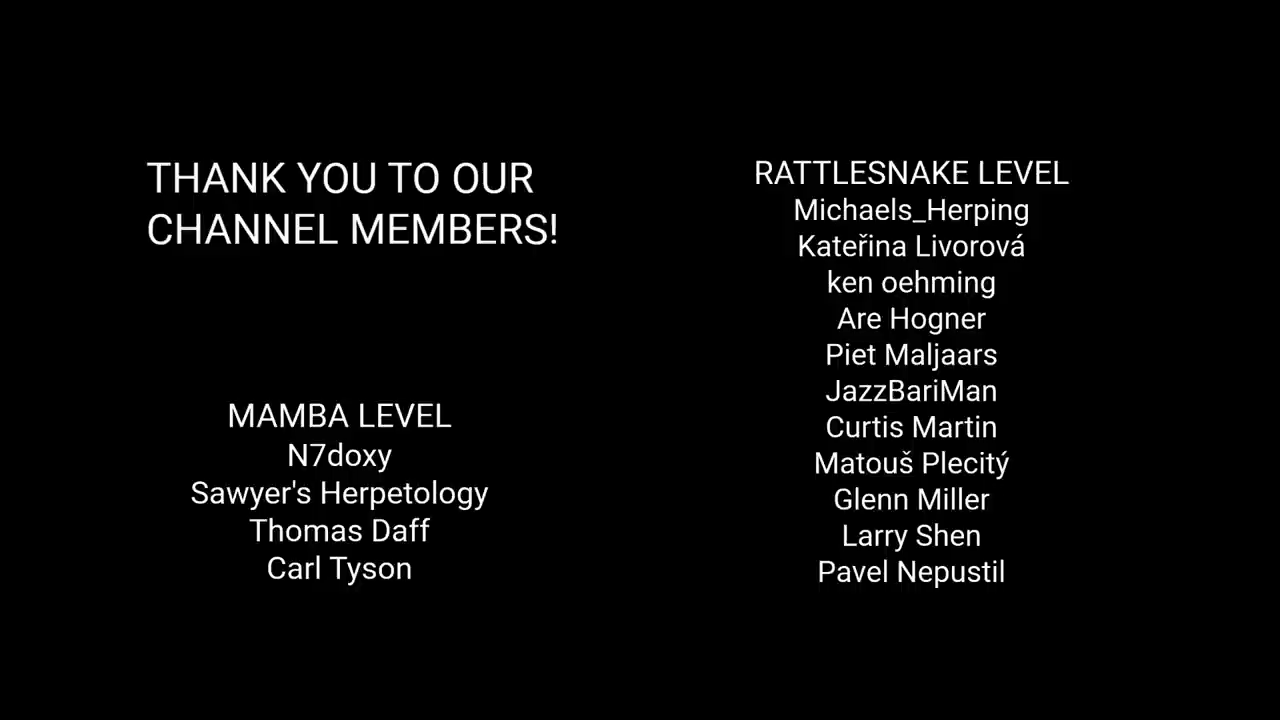 THANK YOU TO OUR
CHANNEL MEMBERS!
MAMBA LEVEL
N7doxy
Sawyer's Herpetology
Thomas Daff
Carl Tyson
RATTLESNAKE LEVEL
Michaels_Herping
Kateřina Livorová
ken oehming
Are Hogner
Piet Maljaars
JazzBariMan
Curtis Martin
Matouš Plecitý
Glenn Miller
Larry Shen
Pavel Nepustil